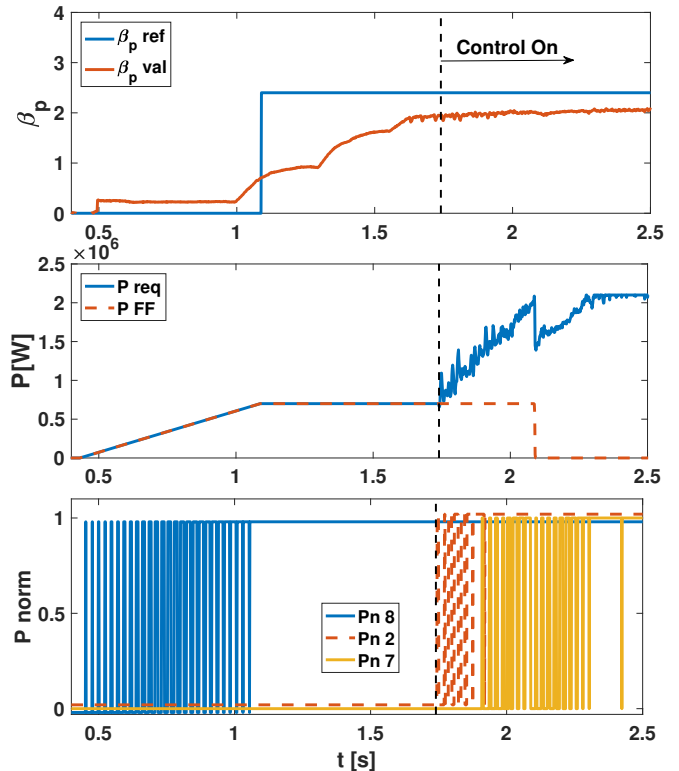 4
3
2
1
0
β_p
β_p ref
β_p val
Control On
0.5
1
1.5
2
2.5
×10^6
2.5
2
1.5
1
0.5
0
P[W]
P req
P FF
0.5
1
1.5
2
2.5
1
0.5
0
P norm
Pn 8
Pn 2
Pn 7
0.5
1
1.5
2
2.5
t [s]